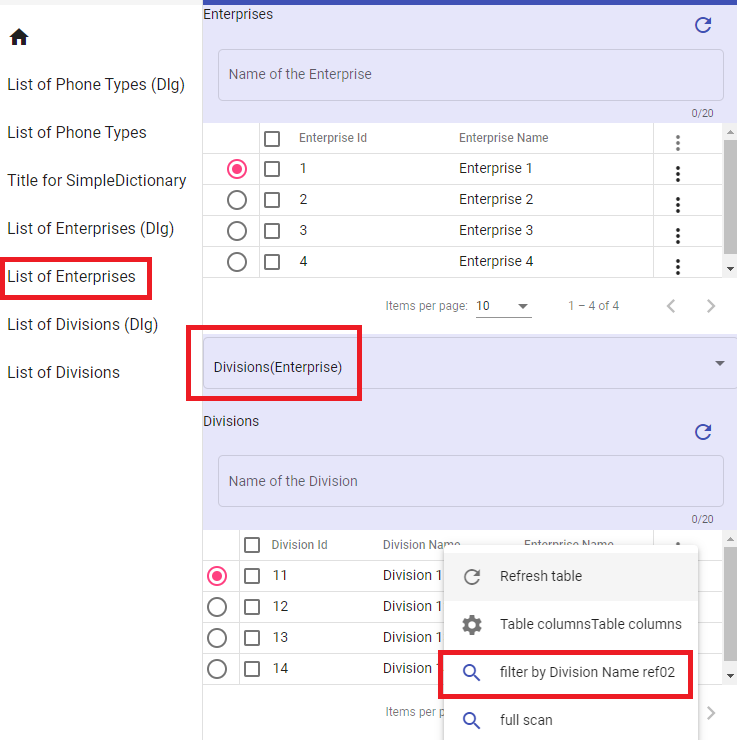 List of Phone Types (Dlg)
List of Phone Types
Title for SimpleDictionary
List of Enterprises (Dlg)
List of Enterprises
List of Divisions (Dlg)
List of Divisions
Enterprises
Name of the Enterprise
0/20
Enterprise Id Enterprise Name
1 Enterprise 1
2 Enterprise 2
3 Enterprise 3
4 Enterprise 4
Items per page: 10 1 – 4 of 4
Divisions(Enterprise)
Divisions
Name of the Division
0/20
Division Id Division Name Enterprise Name
11 Division 1
12 Division 1
13 Division 1
14 Division 1
Items per p
Refresh table
Table columnsTable columns
filter by Division Name ref02
full scan